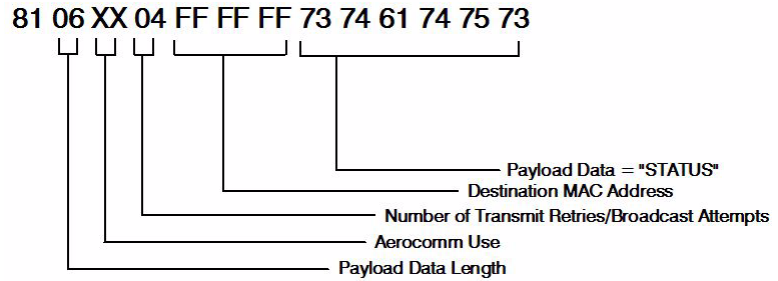 81 06 XX 04 FF FF FF 73 74 61 74 75 73
Payload Data = "STATUS"
Destination MAC Address
Number of Transmit Retries/Broadcast Attempts
Aerocomm Use
Payload Data Length